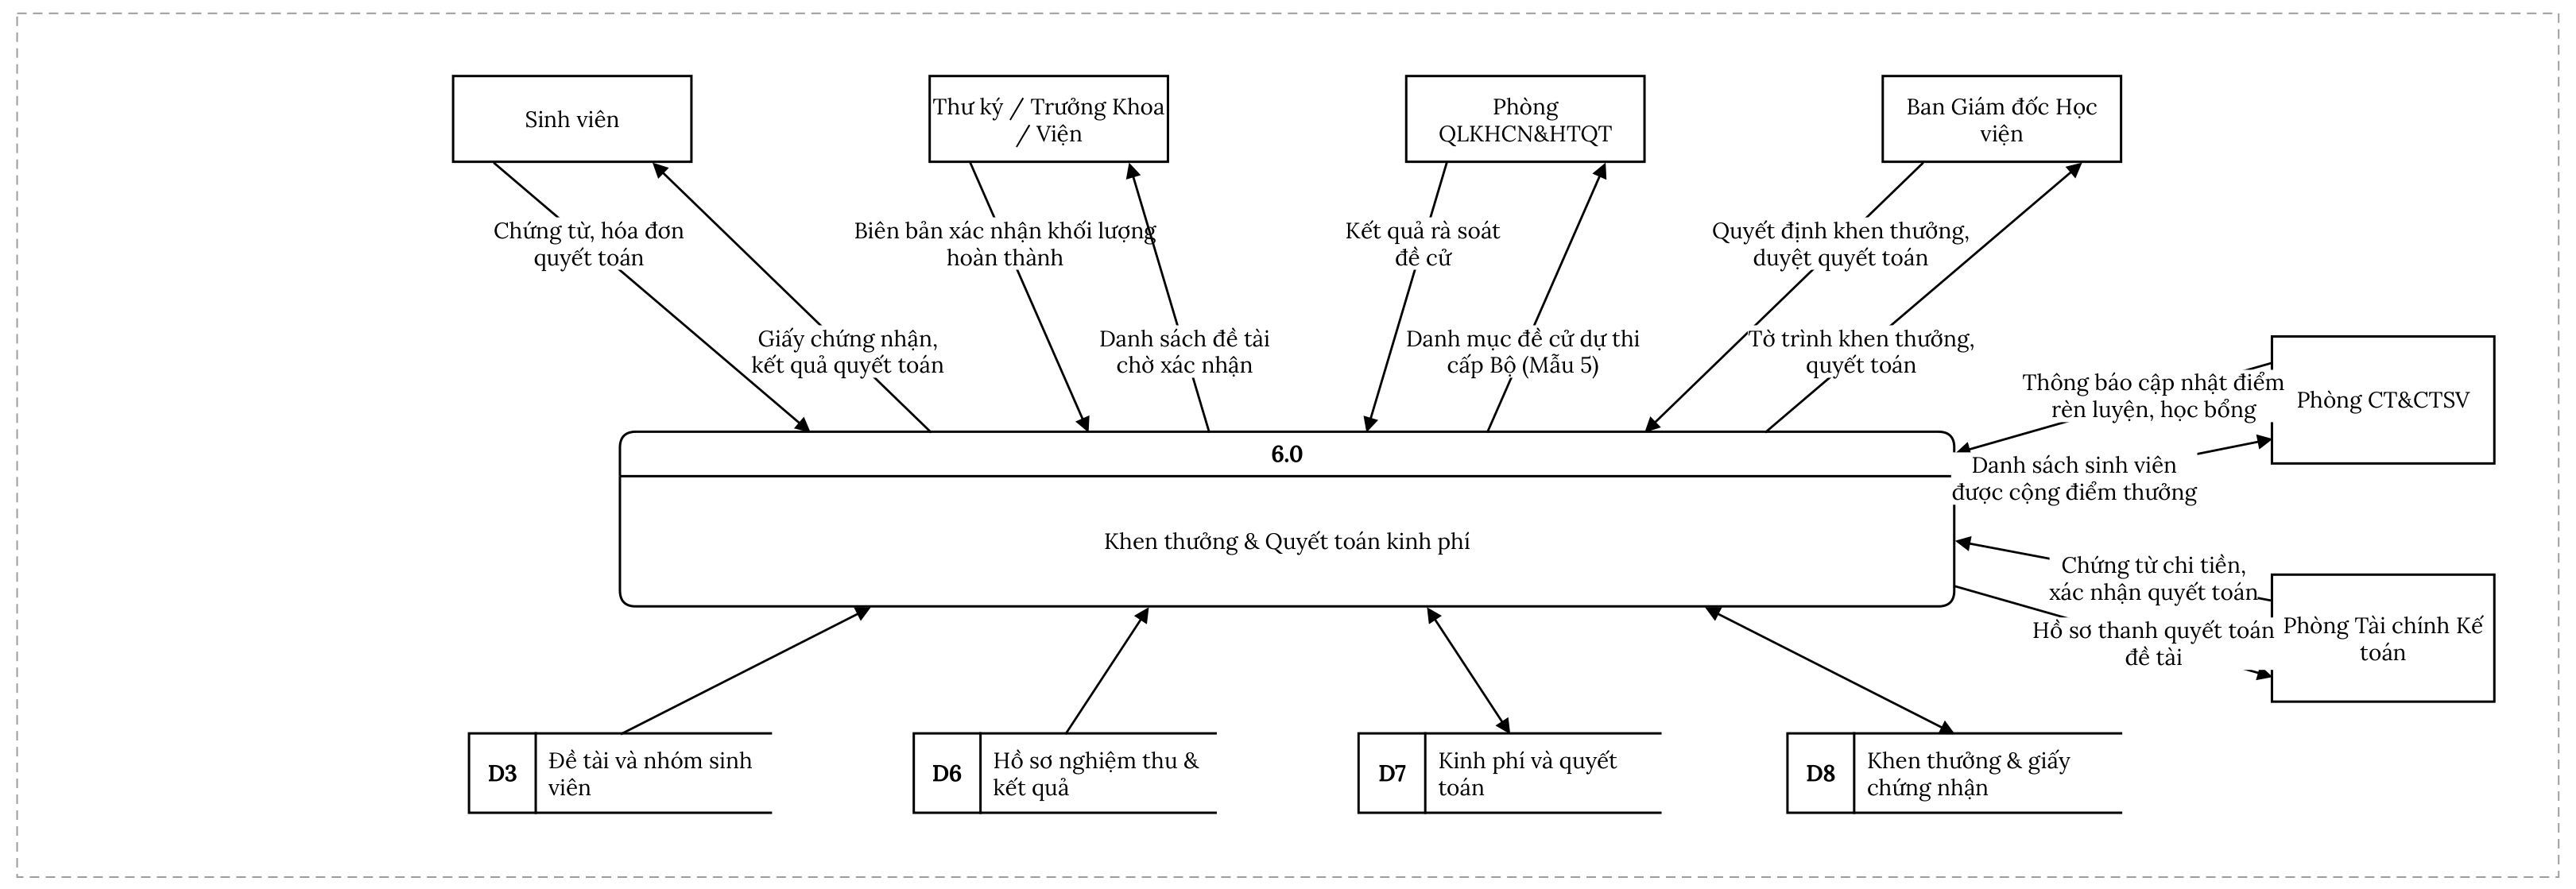 Sinh viên
Thư ký / Trưởng Khoa
/ Viện
Phòng
QLKHCN&HTQT
Ban Giám đốc Học
viện
Chứng từ, hóa đơn
quyết toán
Biên bản xác nhận khối lượng
hoàn thành
Kết quả rà soát
đề cử
Quyết định khen thưởng,
duyệt quyết toán
Giấy chứng nhận,
kết quả quyết toán
Danh sách đề tài
chờ xác nhận
Danh mục đề cử dự thi
cấp Bộ (Mẫu 5)
Tờ trình khen thưởng,
quyết toán
Thông báo cập nhật điểm
rèn luyện, học bổng
Phòng CT&CTSV
6.0
Danh sách sinh viên
được cộng điểm thưởng
Khen thưởng & Quyết toán kinh phí
Chứng từ chi tiền,
xác nhận quyết toán
Hồ sơ thanh quyết toán
đề tài
Phòng Tài chính Kế
toán
D3
Đề tài và nhóm sinh
viên
D6
Hồ sơ nghiệm thu &
kết quả
D7
Kinh phí và quyết
toán
D8
Khen thưởng & giấy
chứng nhận